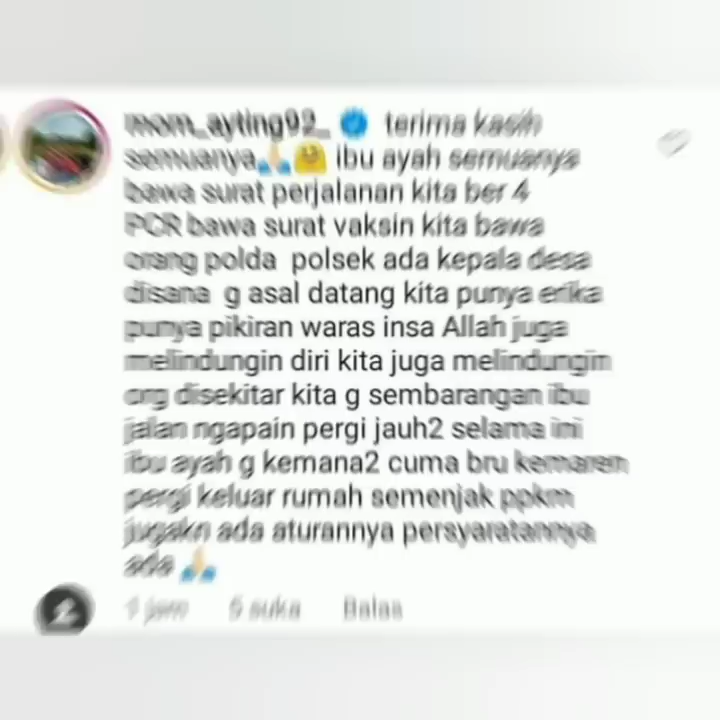 mom_ayting92_ terima kasih
semuanya🙏🤗 ibu ayah semuanya
bawa surat perjalanan kita ber 4
PCR bawa surat vaksin kita bawa
orang polda polsek ada kepala desa
disana g asal datang kita punya erika
punya pikiran waras insa Allah juga
melindungin diri kita juga melindungin
org disekitar kita g sembarangan ibu
jalan ngapain pergi jauh2 selama ini
ibu ayah g kemana2 cuma bru kemaren
pergi keluar rumah semenjak ppkm
jugakn ada aturannya persyaratannya
ada 🙏
1 jam 5 suka Balas